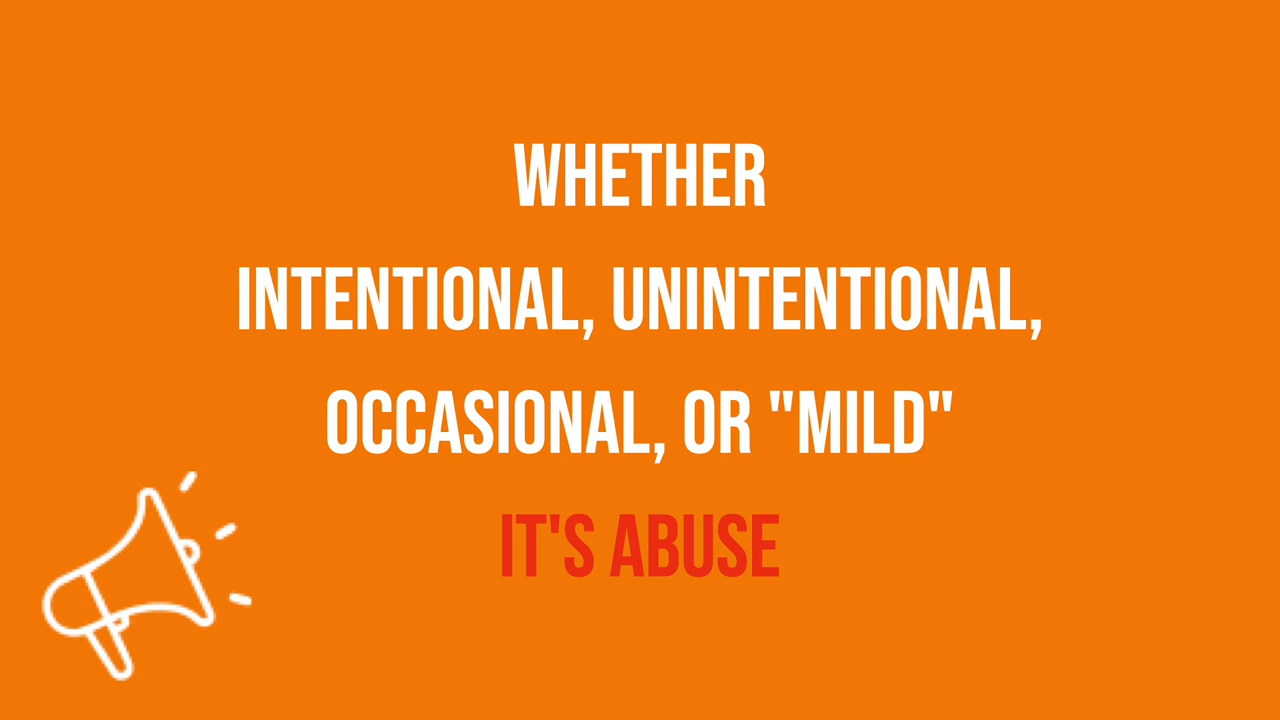 WHETHER
INTENTIONAL, UNINTENTIONAL,
OCCASIONAL, OR "MILD"
IT'S ABUSE